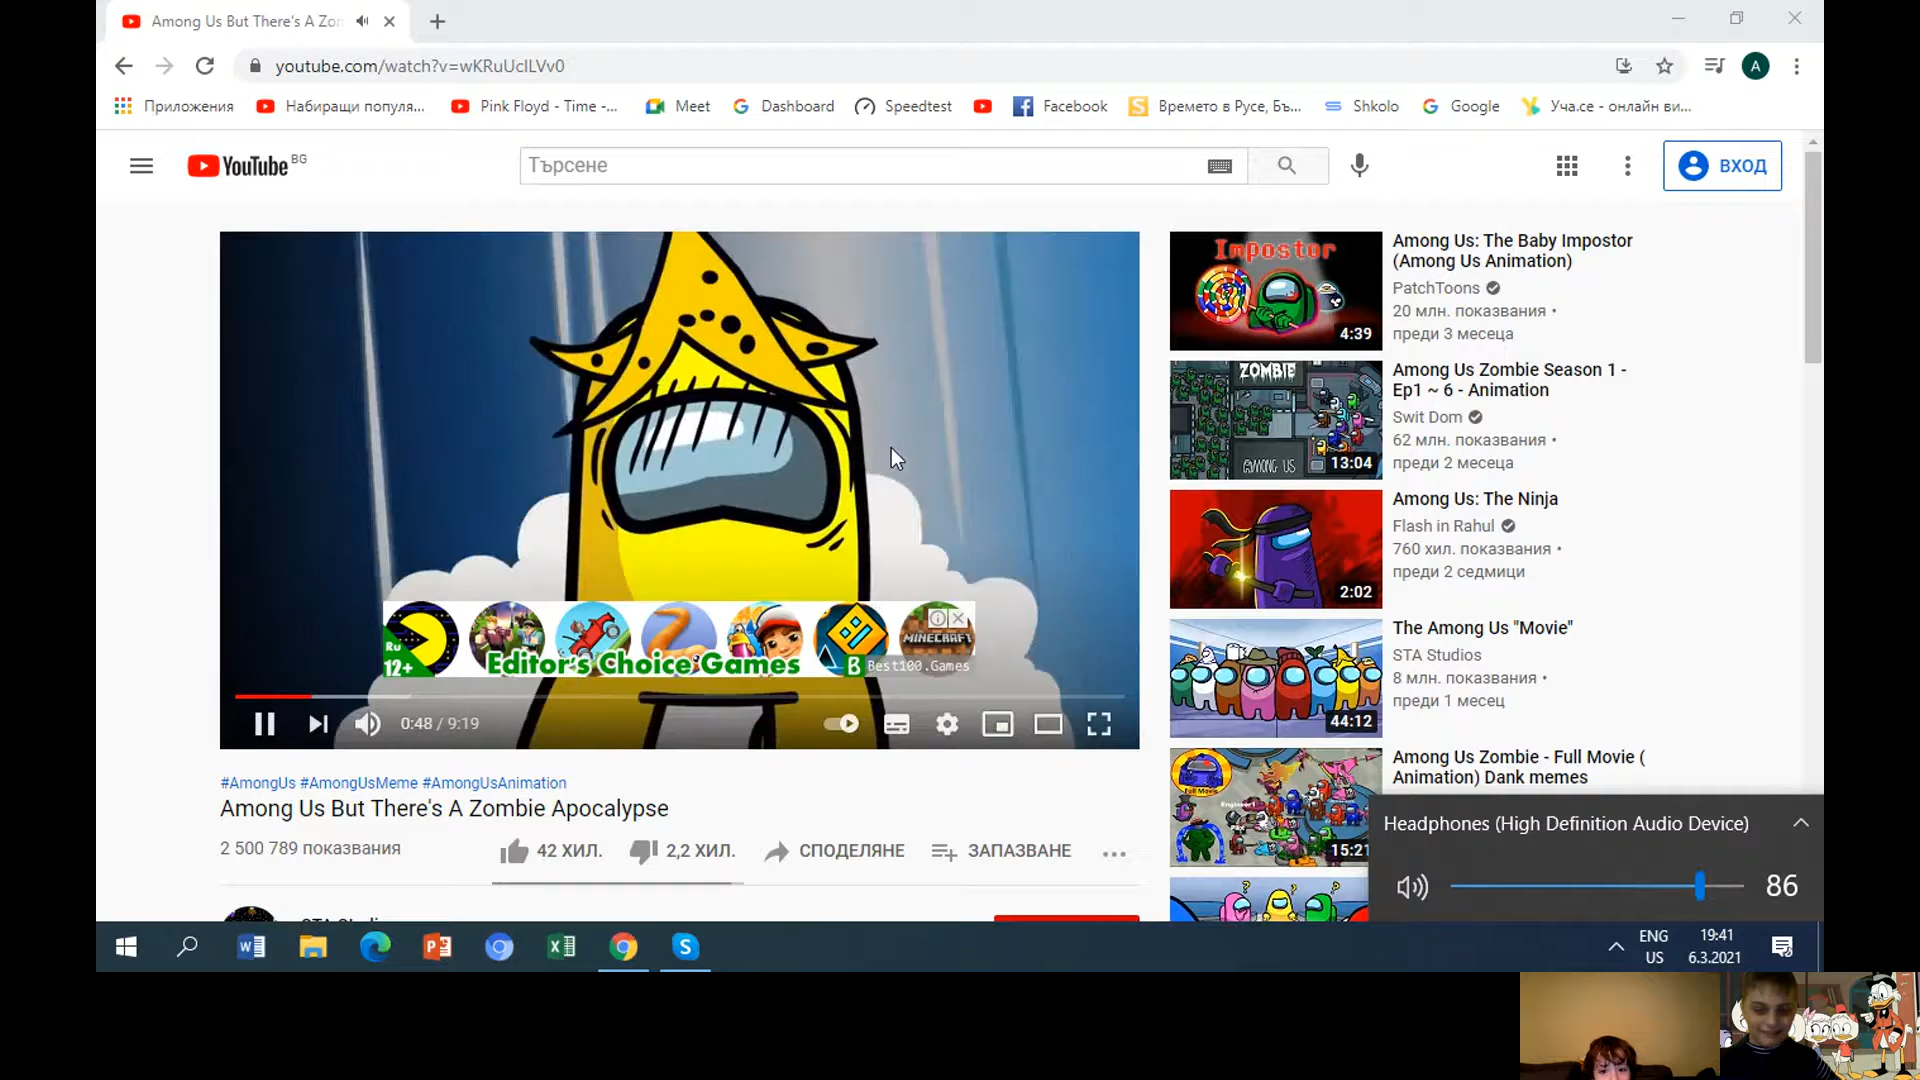 Among Us But There's A Zom
youtube.com/watch?v=wKRuUcILVv0
A
Приложения
Набиращи популя...
Pink Floyd - Time -...
Meet
Dashboard
Speedtest
Facebook
Времето в Русе, Бъ...
Shkolo
Google
Уча.се - онлайн ви...
YouTube BG
Търсене
ВХОД
Ru
12+
Editor's Choice Games
MINECRAFT
B Best100.Games
0:48 / 9:19
#AmongUs #AmongUsMeme #AmongUsAnimation
Among Us But There's A Zombie Apocalypse
2 500 789 показвания
42 ХИЛ.
2,2 ХИЛ.
СПОДЕЛЯНЕ
ЗАПАЗВАНЕ
Impostor
4:39
Among Us: The Baby Impostor
(Among Us Animation)
PatchToons
20 млн. показвания •
преди 3 месеца
ZOMBIE
AMONG US
13:04
Among Us Zombie Season 1 -
Ep1 ~ 6 - Animation
Swit Dom
62 млн. показвания •
преди 2 месеца
2:02
Among Us: The Ninja
Flash in Rahul
760 хил. показвания •
преди 2 седмици
44:12
The Among Us "Movie"
STA Studios
8 млн. показвания •
преди 1 месец
Full Movie
15:21
Among Us Zombie - Full Movie (
Animation) Dank memes
Headphones (High Definition Audio Device)
86
ENG
US
19:41
6.3.2021